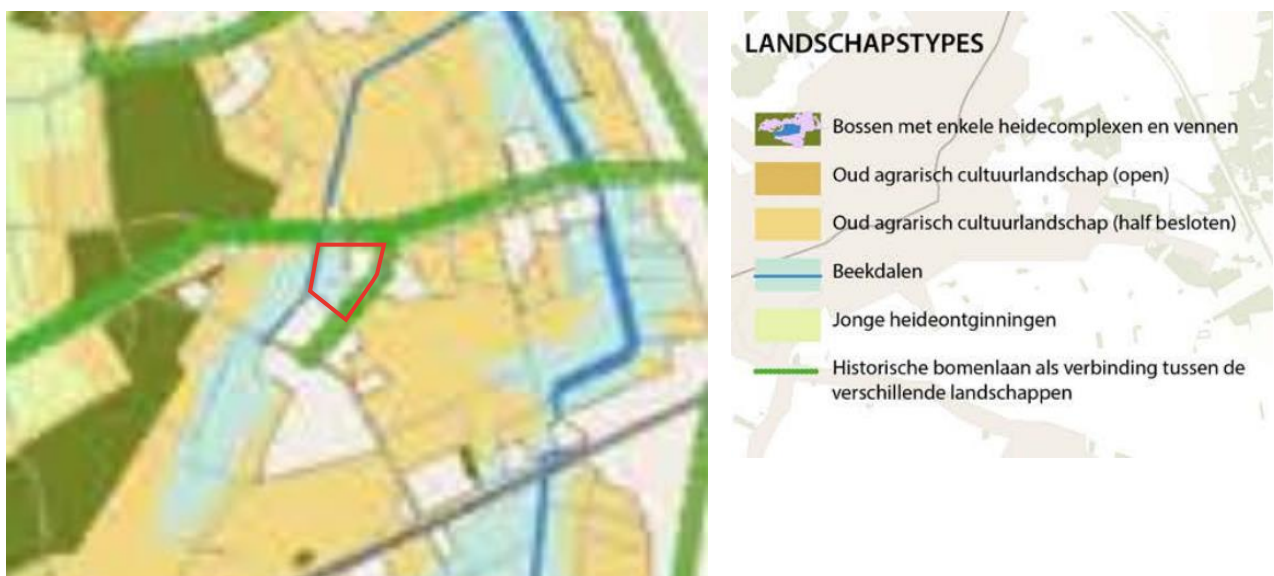 LANDSCHAPSTYPES
Bossen met enkele heidecomplexen en vennen
Oud agrarisch cultuurlandschap (open)
Oud agrarisch cultuurlandschap (half besloten)
Beekdalen
Jonge heideontginningen
Historische bomenlaan als verbinding tussen de
verschillende landschappen